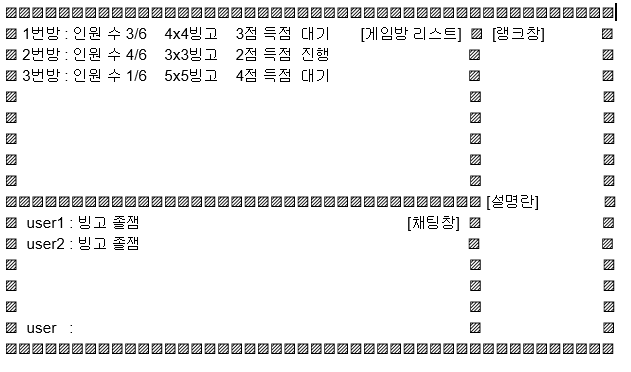 1번방 : 인원 수 3/6 4x4빙고 3점 득점 대기 [게임방 리스트] [랭크창]
2번방 : 인원 수 4/6 3x3빙고 2점 득점 진행
3번방 : 인원 수 1/6 5x5빙고 4점 득점 대기
[설명란]
user1 : 빙고 졸잼 [채팅창]
user2 : 빙고 졸잼
user :